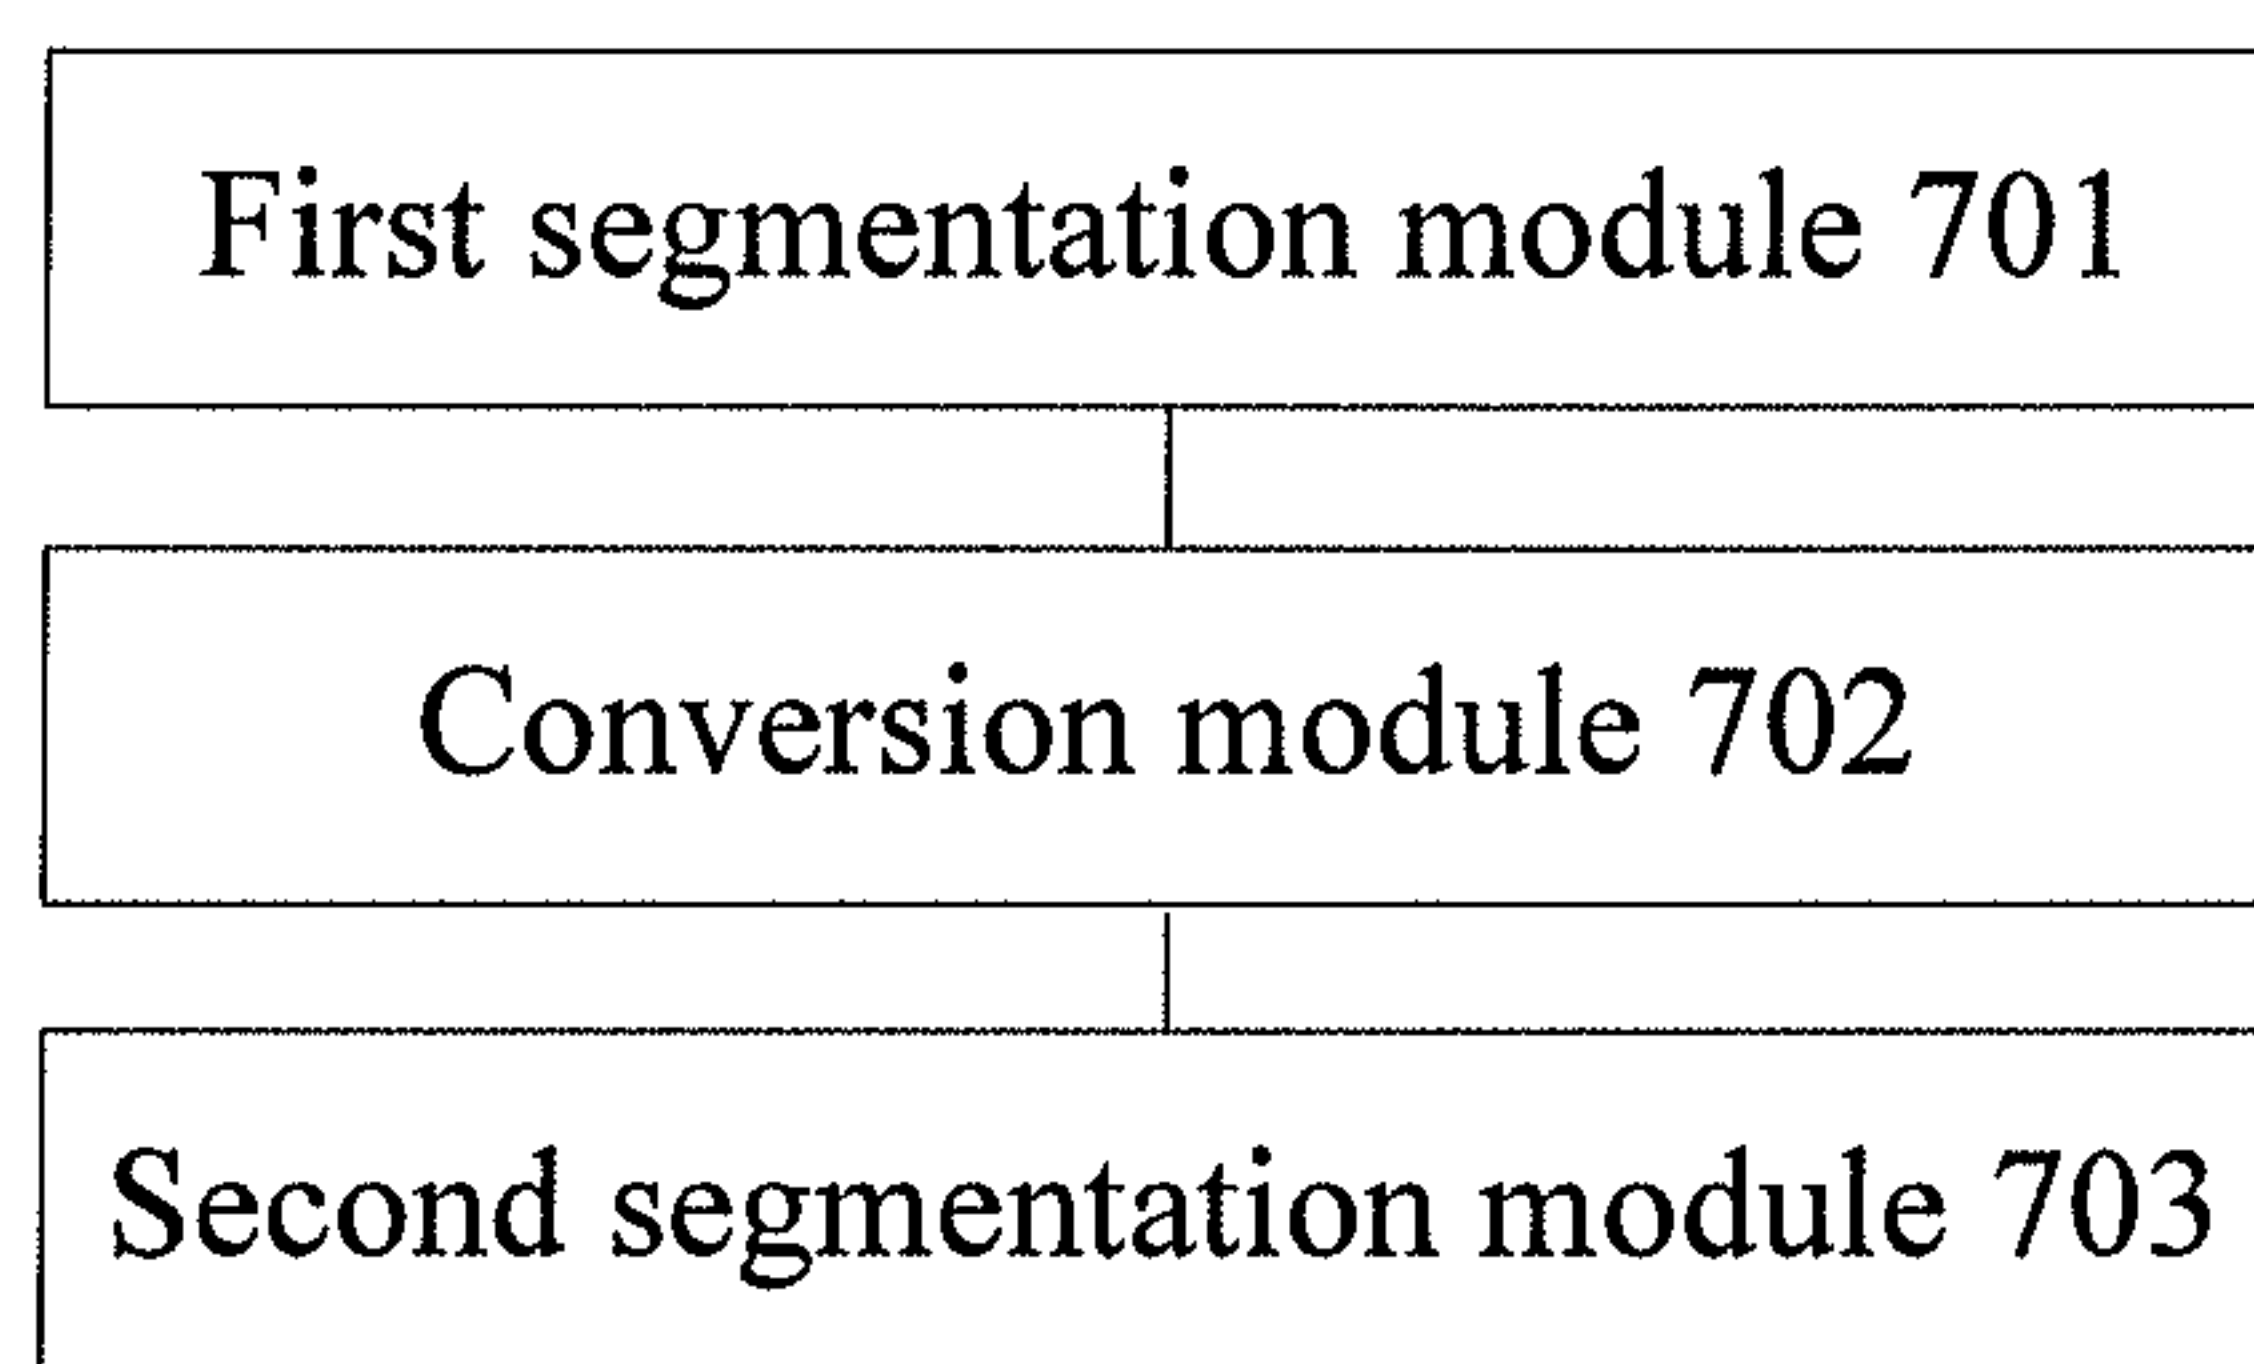 First segmentation module 701
Conversion module 702
Second segmentation module 703